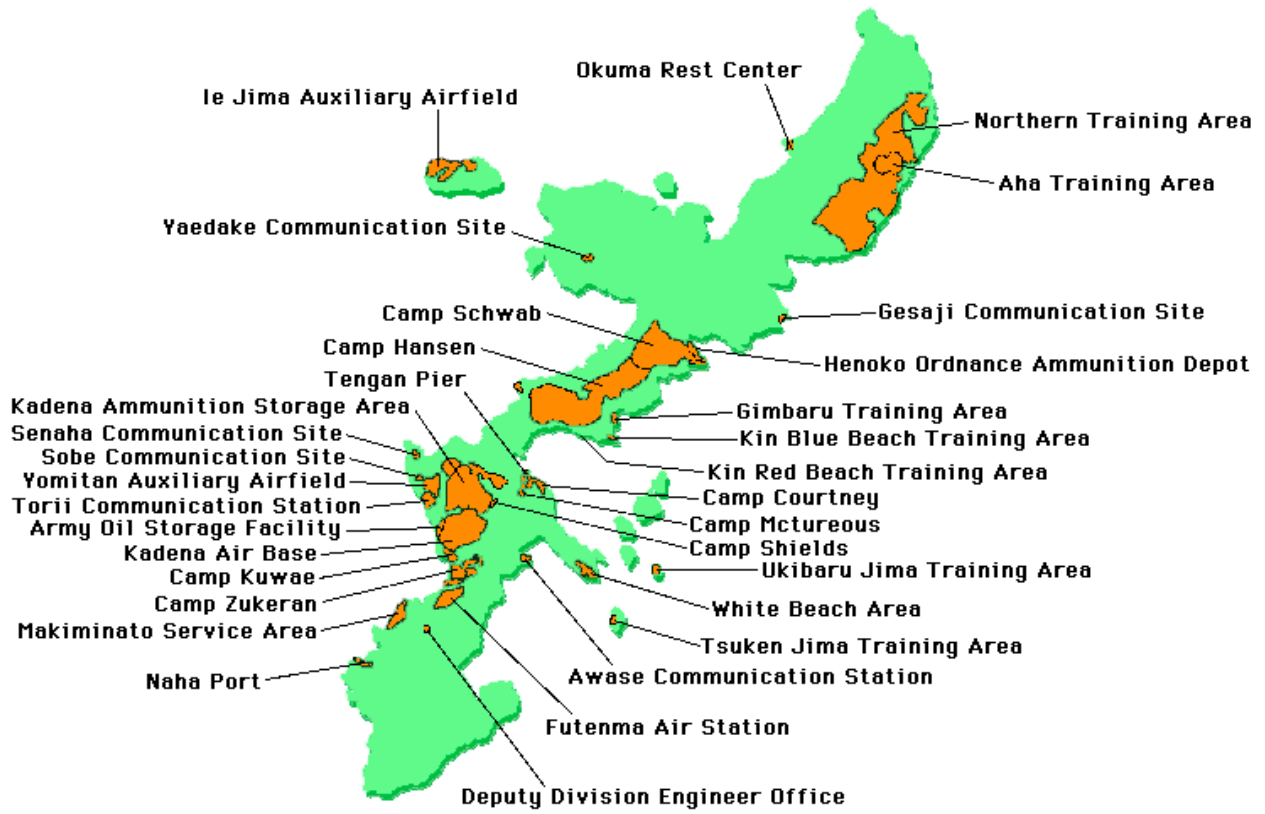 Okuma Rest Center
Ie Jima Auxiliary Airfield
Northern Training Area
Aha Training Area
Yaedake Communication Site
Camp Schwab
Gesaji Communication Site
Camp Hansen
Henoko Ordnance Ammunition Depot
Tengan Pier
Kadena Ammunition Storage Area
Gimbaru Training Area
Senaha Communication Site
Kin Blue Beach Training Area
Sobe Communication Site
Kin Red Beach Training Area
Yomitan Auxiliary Airfield
Camp Courtney
Torii Communication Station
Camp Mctureous
Army Oil Storage Facility
Camp Shields
Kadena Air Base
Ukibaru Jima Training Area
Camp Kuwae
Camp Zukeran
White Beach Area
Makiminato Service Area
Tsuken Jima Training Area
Naha Port
Awase Communication Station
Futenma Air Station
Deputy Division Engineer Office